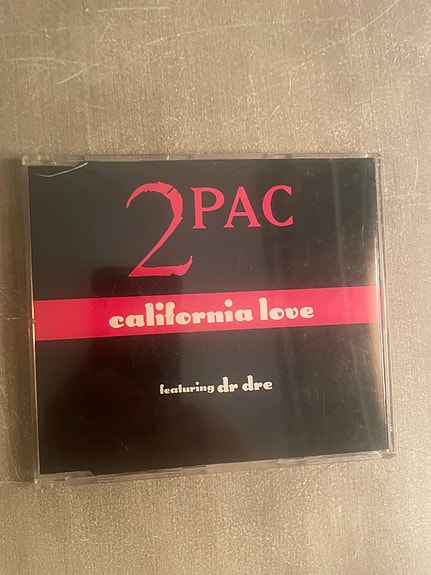 2PAC
california love
featuring dr dre